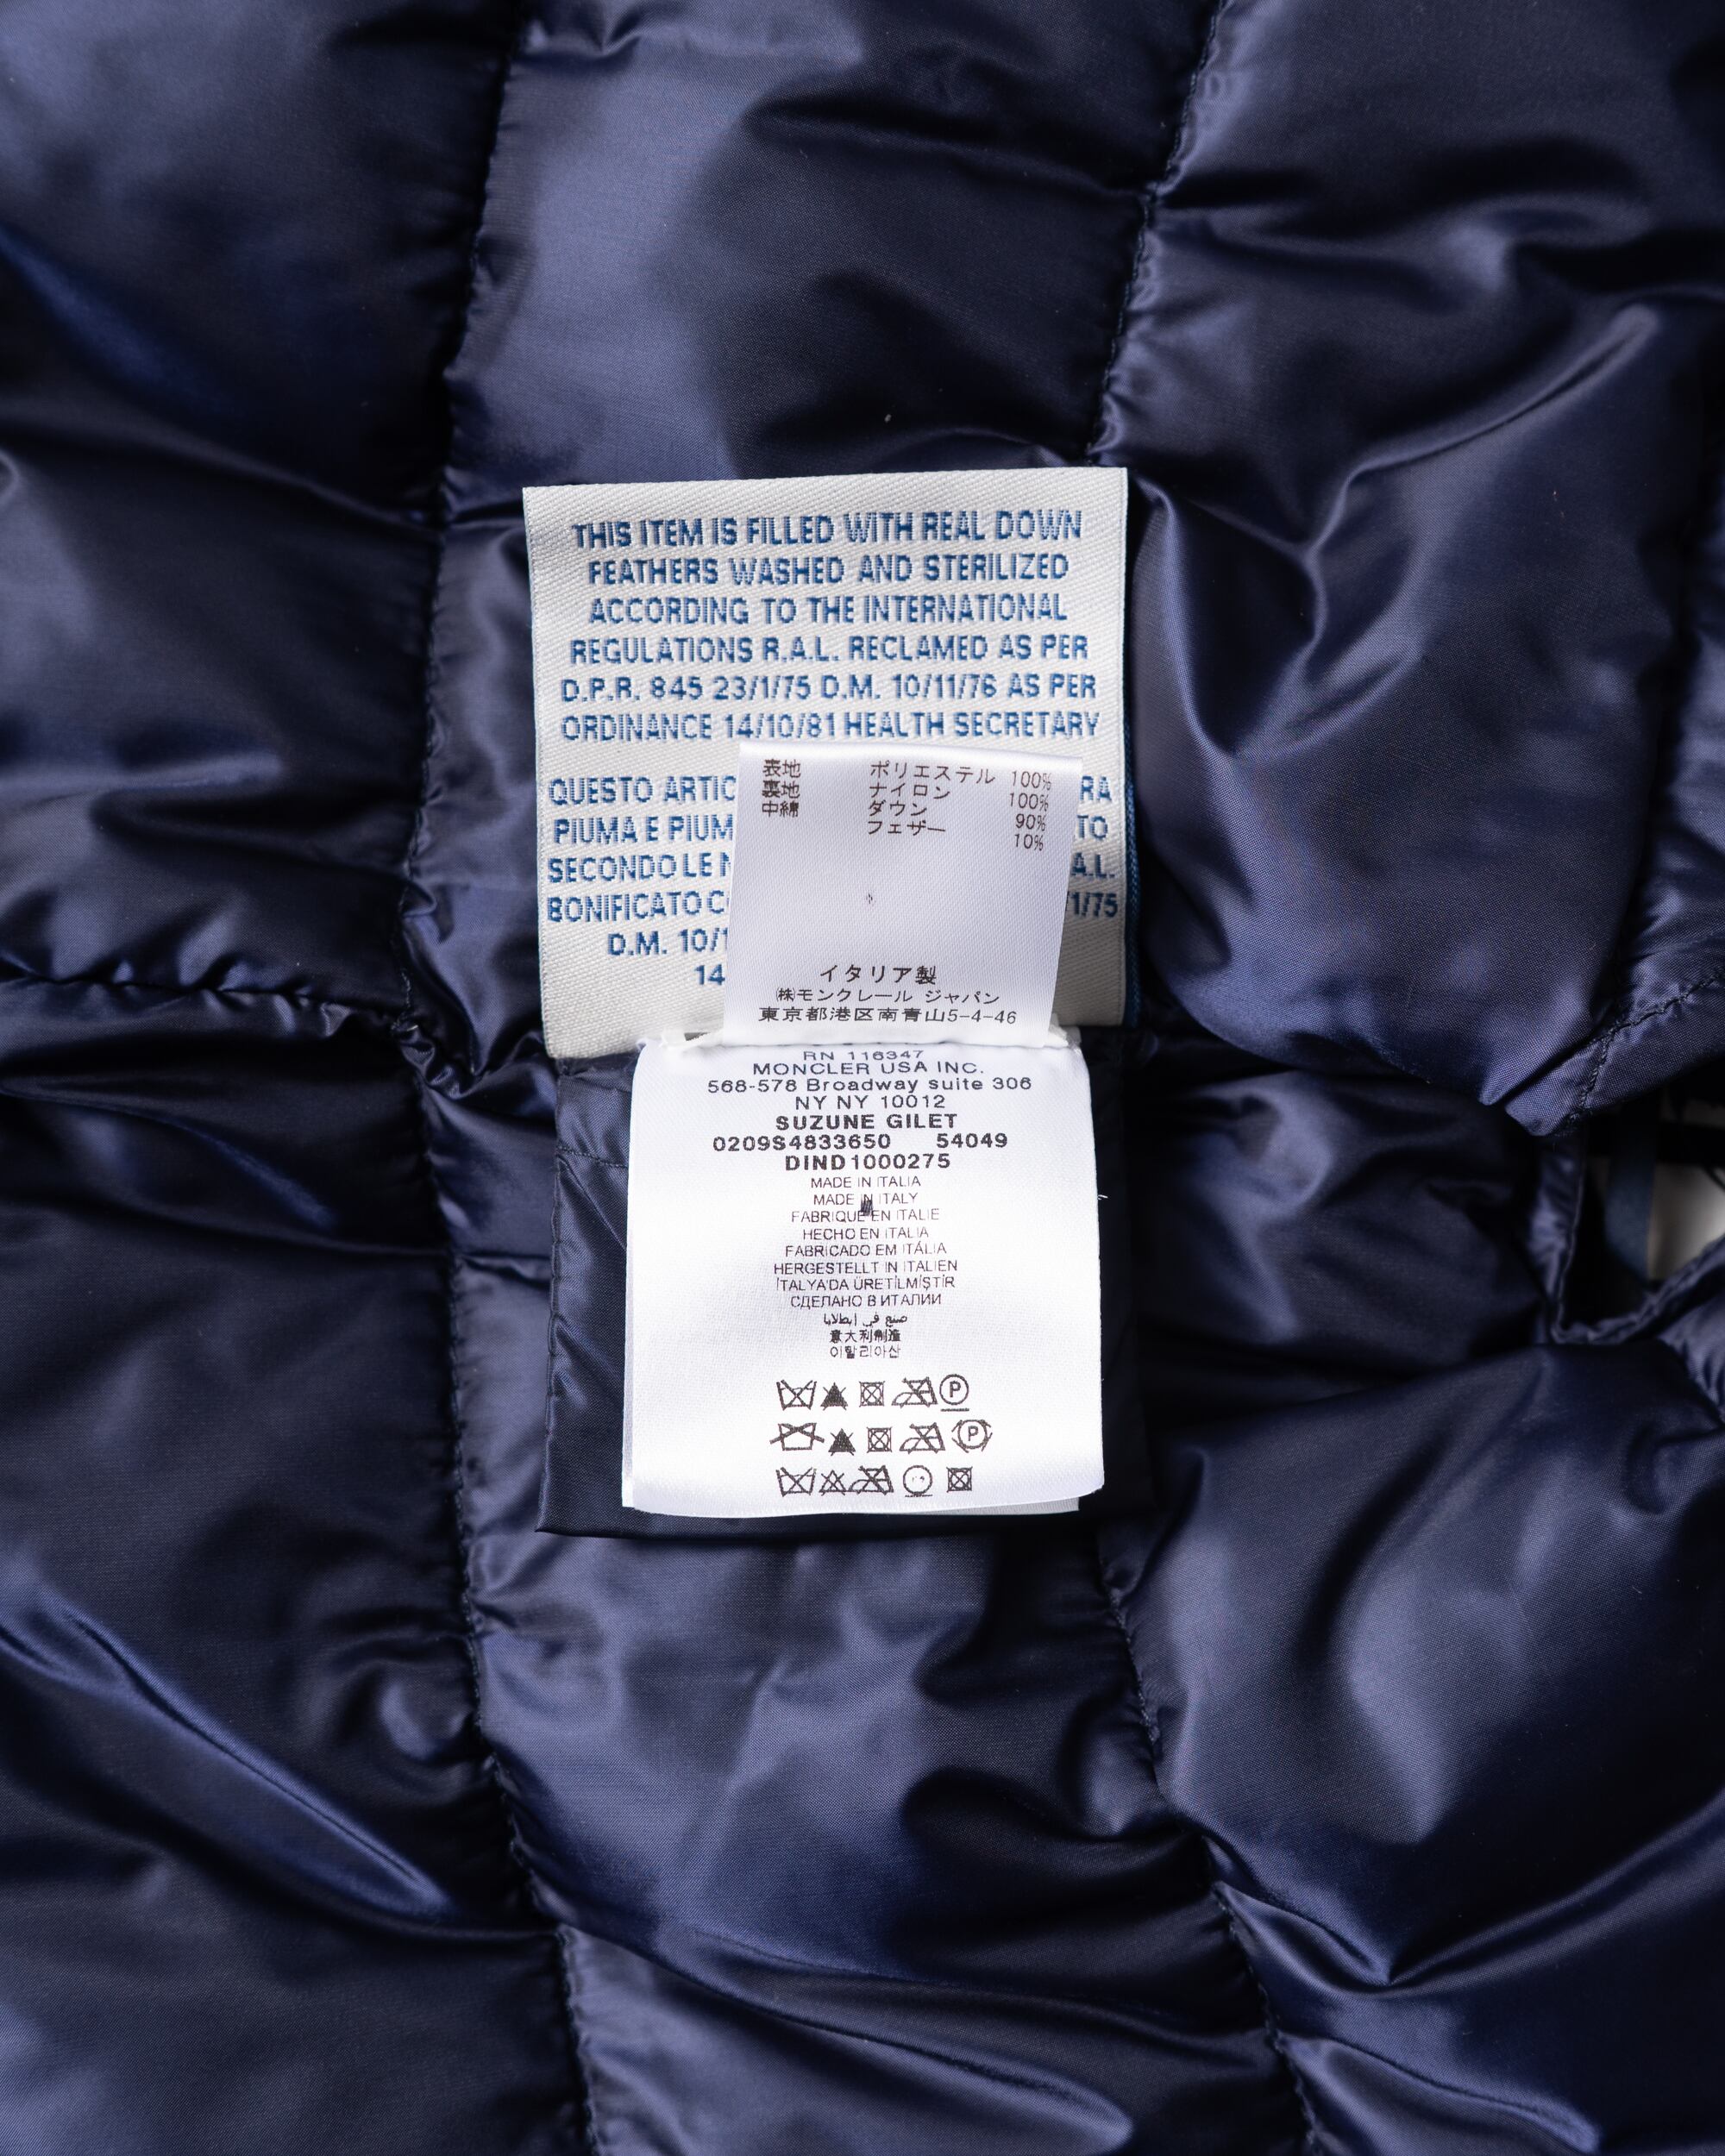 THIS ITEM IS FILLED WITH REAL DOWN
FEATHERS WASHED AND STERILIZED
ACCORDING TO THE INTERNATIONAL
REGULATIONS R.A.L. RECLAMED AS PER
D.P.R. 845 23/1/75 D.M. 10/11/76 AS PER
ORDINANCE 14/10/81 HEALTH SECRETARY
QUESTO ARTIC RA
PIUMA E PIUM TO
SECONDO LE N A.L.
BONIFICATO C 1/75
D.M. 10/1
14
表地 ポリエステル 100%
裏地 ナイロン 100%
中綿 ダウン 90%
フェザー 10%
イタリア製
㈱モンクレール ジャパン
東京都港区南青山5-4-46
RN 116347
MONCLER USA INC.
568-578 Broadway suite 306
NY NY 10012
SUZUNE GILET
0209S4833650 54049
DIND1000275
MADE IN ITALIA
MADE IN ITALY
FABRIQUE EN ITALIE
HECHO EN ITALIA
FABRICADO EM ITÁLIA
HERGESTELLT IN ITALIEN
İTALYA'DA ÜRETİLMİŞTİR
СДЕЛАНО В ИТАЛИИ
صنع في إيطاليا
意大利制造
이탈리아산
P
P